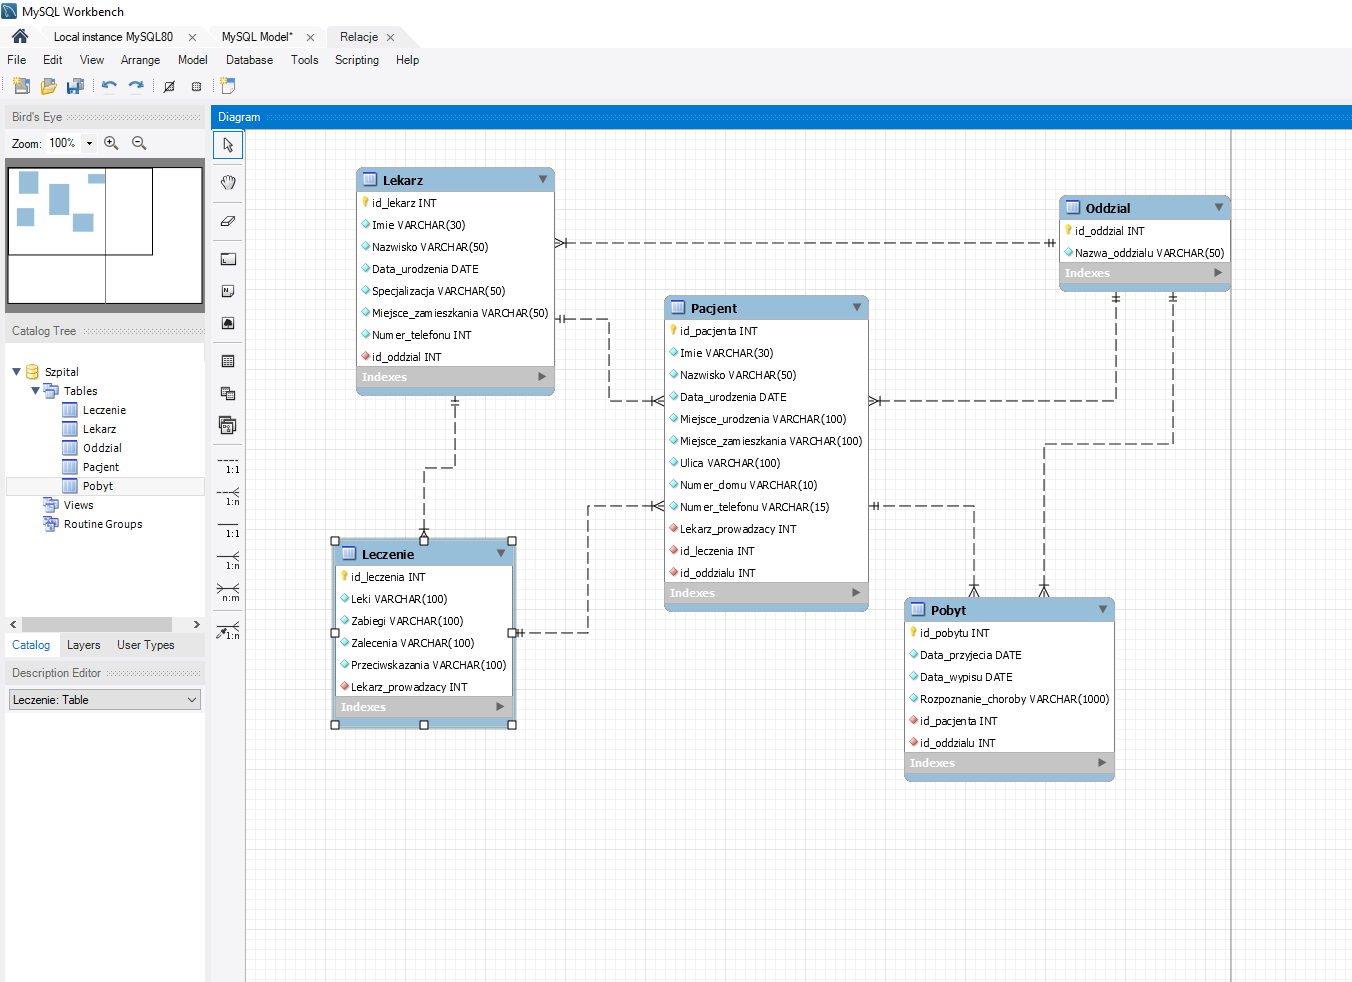 MySQL Workbench
Local instance MySQL80
MySQL Model*
Relacje
File Edit View Arrange Model Database Tools Scripting Help
Bird's Eye
Zoom: 100%
Catalog Tree
Szpital
Tables
Leczenie
Lekarz
Oddzial
Pacjent
Pobyt
Views
Routine Groups
Catalog Layers User Types
Description Editor
Leczenie: Table
1:1
1:n
1:1
1:n
n:m
1:n
Diagram
Lekarz
id_lekarz INT
Imie VARCHAR(30)
Nazwisko VARCHAR(50)
Data_urodzenia DATE
Specjalizacja VARCHAR(50)
Miejsce_zamieszkania VARCHAR(50)
Numer_telefonu INT
id_oddzial INT
Indexes
Oddzial
id_oddzial INT
Nazwa_oddzialu VARCHAR(50)
Indexes
Pacjent
id_pacjenta INT
Imie VARCHAR(30)
Nazwisko VARCHAR(50)
Data_urodzenia DATE
Miejsce_urodzenia VARCHAR(100)
Miejsce_zamieszkania VARCHAR(100)
Ulica VARCHAR(100)
Numer_domu VARCHAR(10)
Numer_telefonu VARCHAR(15)
Lekarz_prowadzacy INT
id_leczenia INT
id_oddzialu INT
Indexes
Leczenie
id_leczenia INT
Leki VARCHAR(100)
Zabiegi VARCHAR(100)
Zalecenia VARCHAR(100)
Przeciwskazania VARCHAR(100)
Lekarz_prowadzacy INT
Indexes
Pobyt
id_pobytu INT
Data_przyjecia DATE
Data_wypisu DATE
Rozpoznanie_choroby VARCHAR(1000)
id_pacjenta INT
id_oddzialu INT
Indexes